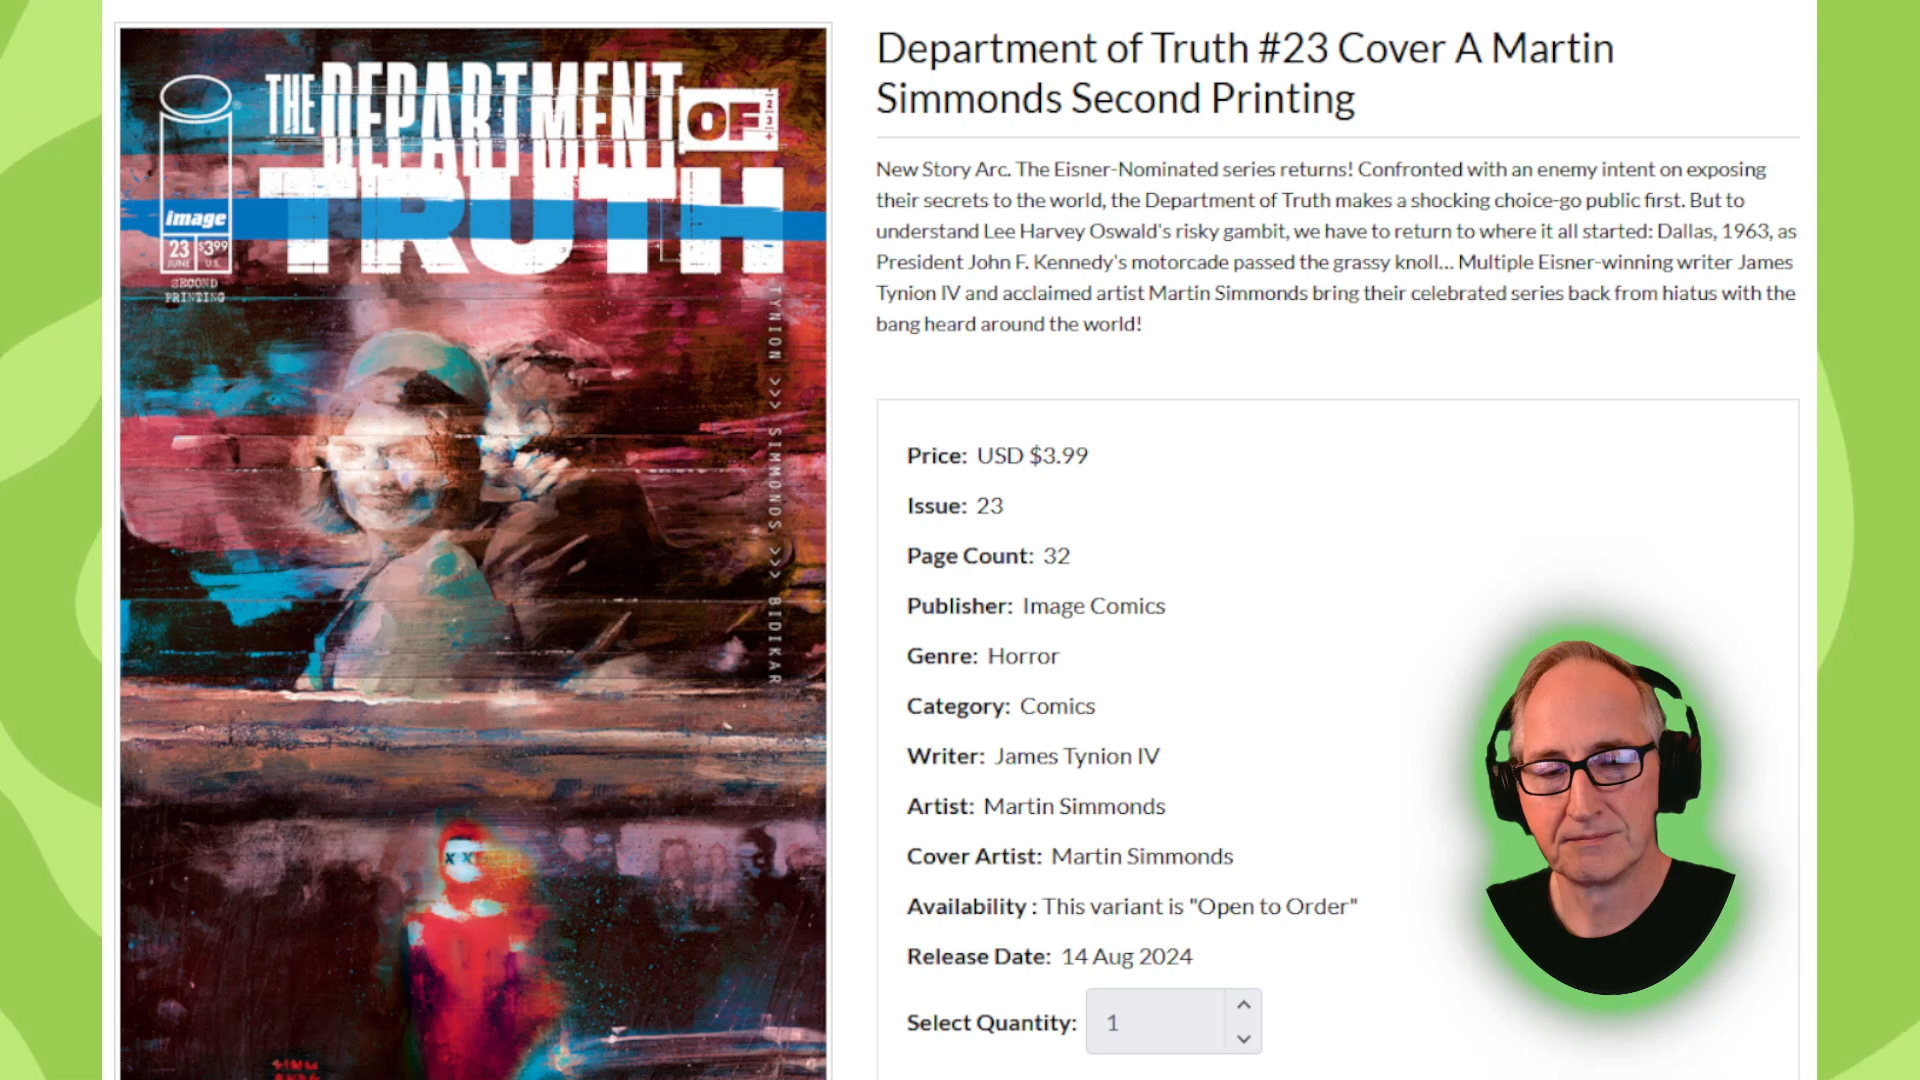 THE DEPARTMENT OF
TRUTH
image
23 $3.99
JUNE U.S.
SECOND
PRINTING
TYNION >>> SIMMONDS >>> BIDIKAR
Department of Truth #23 Cover A Martin
Simmonds Second Printing
New Story Arc. The Eisner-Nominated series returns! Confronted with an enemy intent on exposing
their secrets to the world, the Department of Truth makes a shocking choice-go public first. But to
understand Lee Harvey Oswald's risky gambit, we have to return to where it all started: Dallas, 1963, as
President John F. Kennedy's motorcade passed the grassy knoll... Multiple Eisner-winning writer James
Tynion IV and acclaimed artist Martin Simmonds bring their celebrated series back from hiatus with the
bang heard around the world!
Price: USD $3.99
Issue: 23
Page Count: 32
Publisher: Image Comics
Genre: Horror
Category: Comics
Writer: James Tynion IV
Artist: Martin Simmonds
Cover Artist: Martin Simmonds
Availability : This variant is "Open to Order"
Release Date: 14 Aug 2024
Select Quantity: 1